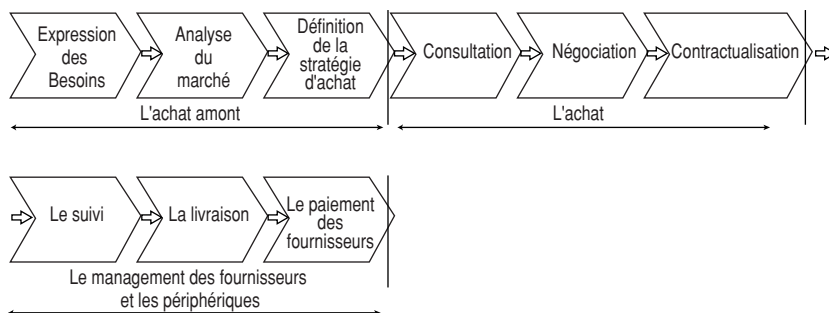 Expression
des
Besoins
Analyse
du
marché
Définition
de la
stratégie
d'achat
Consultation
Négociation
Contractualisation
L'achat amont
L'achat
Le suivi
La livraison
Le paiement
des
fournisseurs
Le management des fournisseurs
et les périphériques